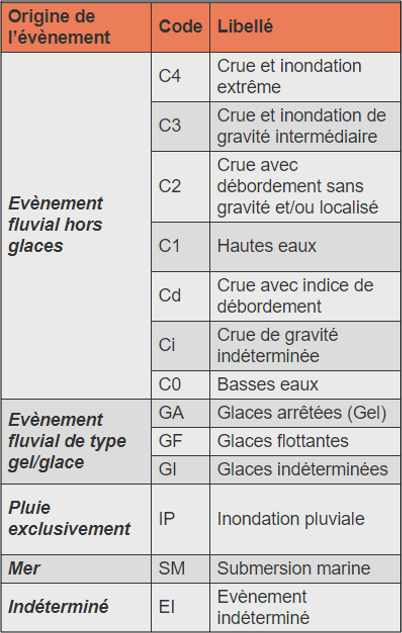 Origine de
l'évènement
Code
Libellé
Evènement
fluvial hors
glaces
C4
Crue et inondation
extrême
C3
Crue et inondation de
gravité intermédiaire
C2
Crue avec
débordement sans
gravité et/ou localisé
C1
Hautes eaux
Cd
Crue avec indice de
débordement
Ci
Crue de gravité
indéterminée
C0
Basses eaux
Evènement
fluvial de type
gel/glace
GA
Glaces arrêtées (Gel)
GF
Glaces flottantes
GI
Glaces indéterminées
Pluie
exclusivement
IP
Inondation pluviale
Mer
SM
Submersion marine
Indéterminé
EI
Evènement
indéterminé